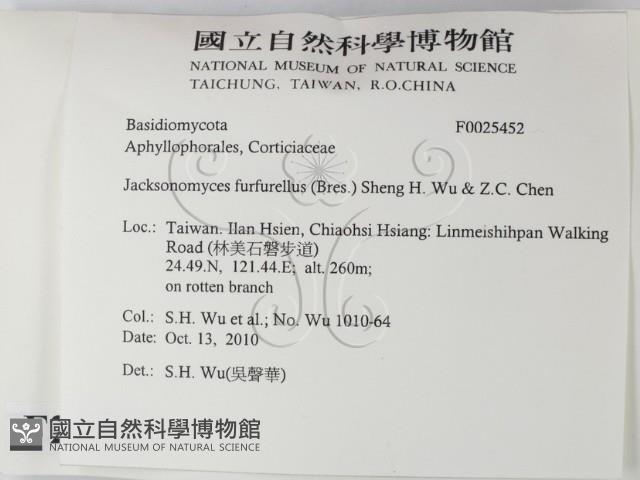 國立自然科學博物館
NATIONAL MUSEUM OF NATURAL SCIENCE
TAICHUNG, TAIWAN, R.O.CHINA
Basidiomycota F0025452
Aphyllophorales, Corticiaceae
Jacksonomyces furfurellus (Bres.) Sheng H. Wu & Z.C. Chen
Loc.: Taiwan. Ilan Hsien, Chiaohsi Hsiang: Linmeishihpan Walking
Road (林美石磐步道)
24.49.N, 121.44.E; alt. 260m;
on rotten branch
Col.: S.H. Wu et al.; No. Wu 1010-64
Date: Oct. 13, 2010
Det.: S.H. Wu(吳聲華)
國立自然科學博物館
NATIONAL MUSEUM OF NATURAL SCIENCE